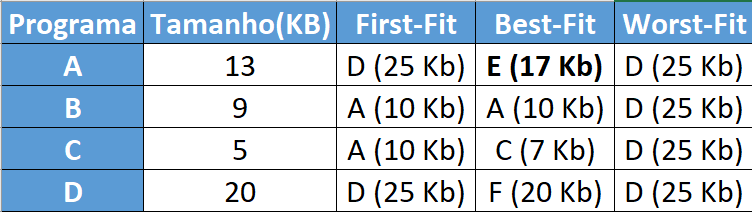 Programa Tamanho(KB) First-Fit Best-Fit Worst-Fit
A 13 D (25 Kb) E (17 Kb) D (25 Kb)
B 9 A (10 Kb) A (10 Kb) D (25 Kb)
C 5 A (10 Kb) C (7 Kb) D (25 Kb)
D 20 D (25 Kb) F (20 Kb) D (25 Kb)